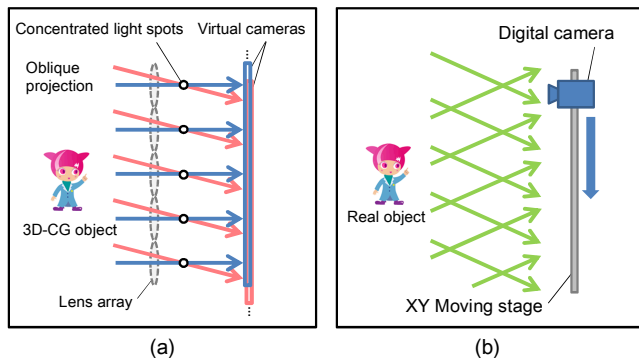 Concentrated light spots
Virtual cameras
Oblique
projection
3D-CG object
Lens array
(a)
Digital camera
Real object
XY Moving stage
(b)